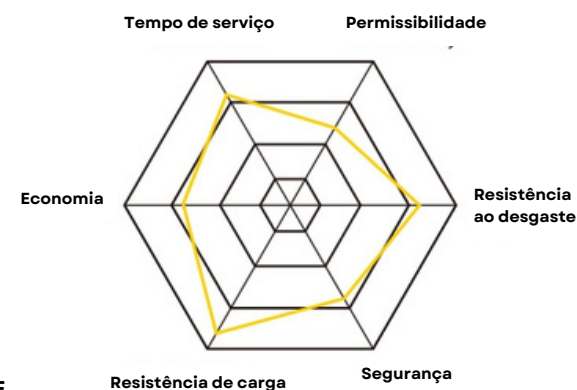 Tempo de serviço
Permissibilidade
Economia
Resistência
ao desgaste
Segurança
Resistência de carga